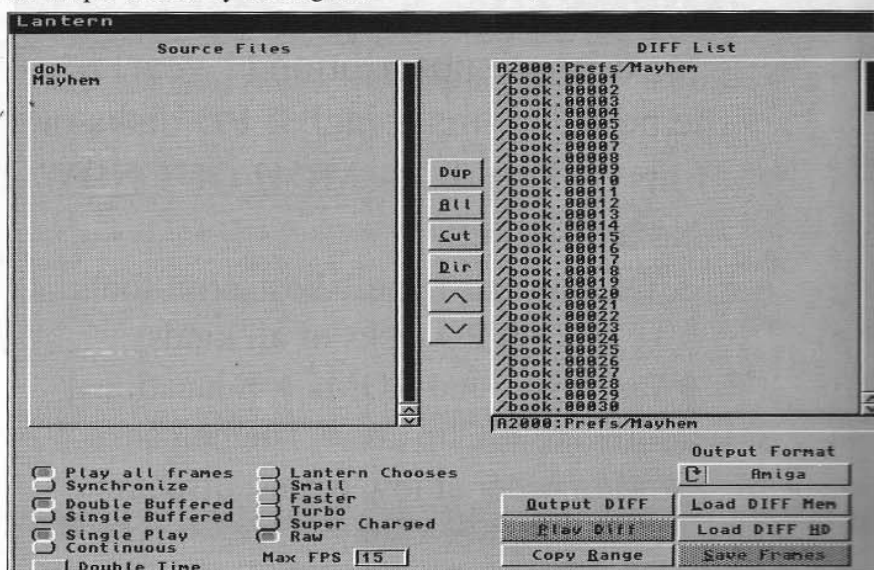 Lantern
Source Files
doh
Mayhem
Dup
All
Cut
Dir
DIFF List
A2000:Prefs/Mayhem
/book.00001
/book.00002
/book.00003
/book.00004
/book.00005
/book.00006
/book.00007
/book.00008
/book.00009
/book.00010
/book.00011
/book.00012
/book.00013
/book.00014
/book.00015
/book.00016
/book.00017
/book.00018
/book.00019
/book.00020
/book.00021
/book.00022
/book.00023
/book.00024
/book.00025
/book.00026
/book.00027
/book.00028
/book.00029
/book.00030
A2000:Prefs/Mayhem
Play all frames
Synchronize
Double Buffered
Single Buffered
Single Play
Continuous
Double Time
Lantern Chooses
Small
Faster
Turbo
Super Charged
Raw
Max FPS 15
Output Format
Amiga
Output DIFF
Load DIFF Mem
Play Diff
Load DIFF HD
Copy Range
Save Frames